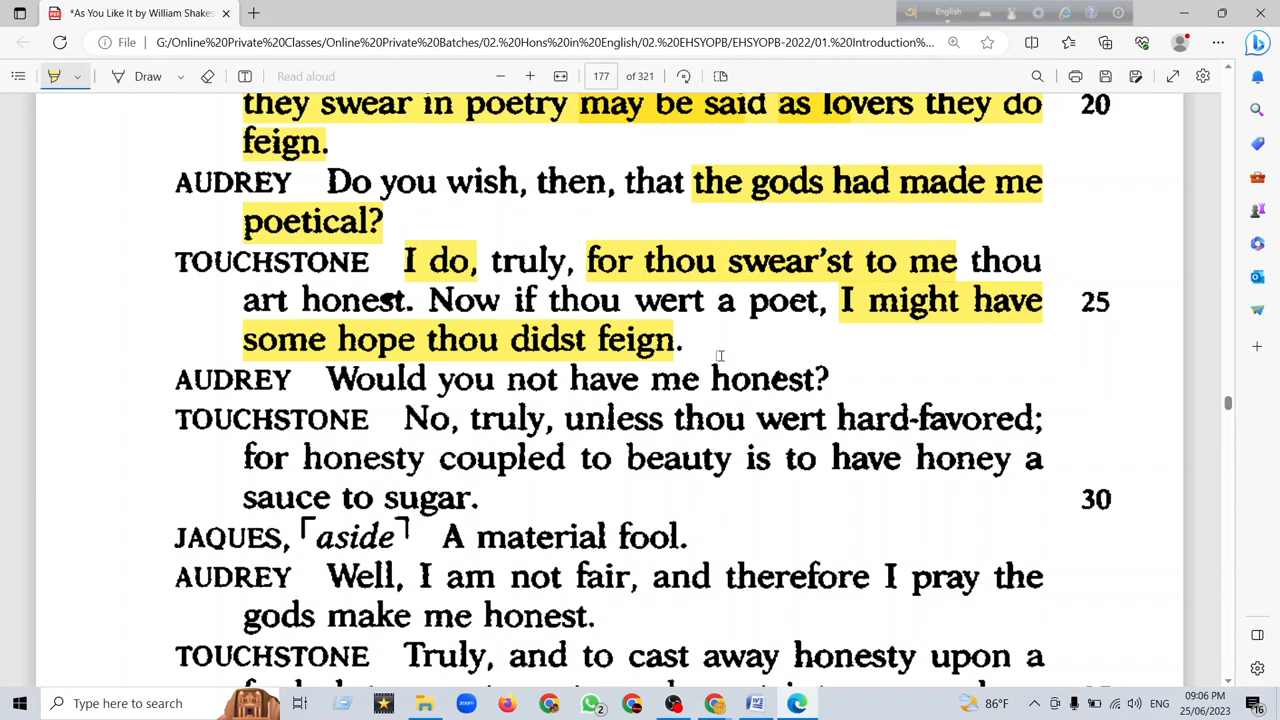 *As You Like It by William Shakes
English
File
G:/Online%20Private%20Classes/Online%20Private%20Batches/02.%20Hons%20in%20English/02.%20EHSYOPB/EHSYOPB-2022/01.%20Introduction%...
Draw
Read aloud
177 of 321
they swear in poetry may be said as lovers they do 20
feign.
AUDREY Do you wish, then, that the gods had made me
poetical?
TOUCHSTONE I do, truly, for thou swear'st to me thou
art honest. Now if thou wert a poet, I might have 25
some hope thou didst feign.
AUDREY Would you not have me honest?
TOUCHSTONE No, truly, unless thou wert hard-favored;
for honesty coupled to beauty is to have honey a
sauce to sugar. 30
JAQUES, ⌜aside⌝ A material fool.
AUDREY Well, I am not fair, and therefore I pray the
gods make me honest.
TOUCHSTONE Truly, and to cast away honesty upon a
Type here to search
2
86°F
ENG
09:06 PM
25/06/2023
16